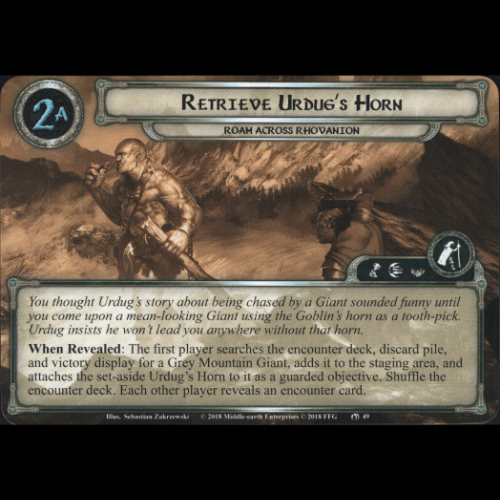 2A
Retrieve Urdug's Horn
Roam Across Rhovanion
You thought Urdug's story about being chased by a Giant sounded funny until
you come upon a mean-looking Giant using the Goblin's horn as a tooth-pick.
Urdug insists he won't lead you anywhere without that horn.
When Revealed: The first player searches the encounter deck, discard pile,
and victory display for a Grey Mountain Giant, adds it to the staging area, and
attaches the set-aside Urdug's Horn to it as a guarded objective. Shuffle the
encounter deck. Each other player reveals an encounter card.
Illus. Sebastian Zakrzewski © 2018 Middle-earth Enterprises © 2018 FFG 49